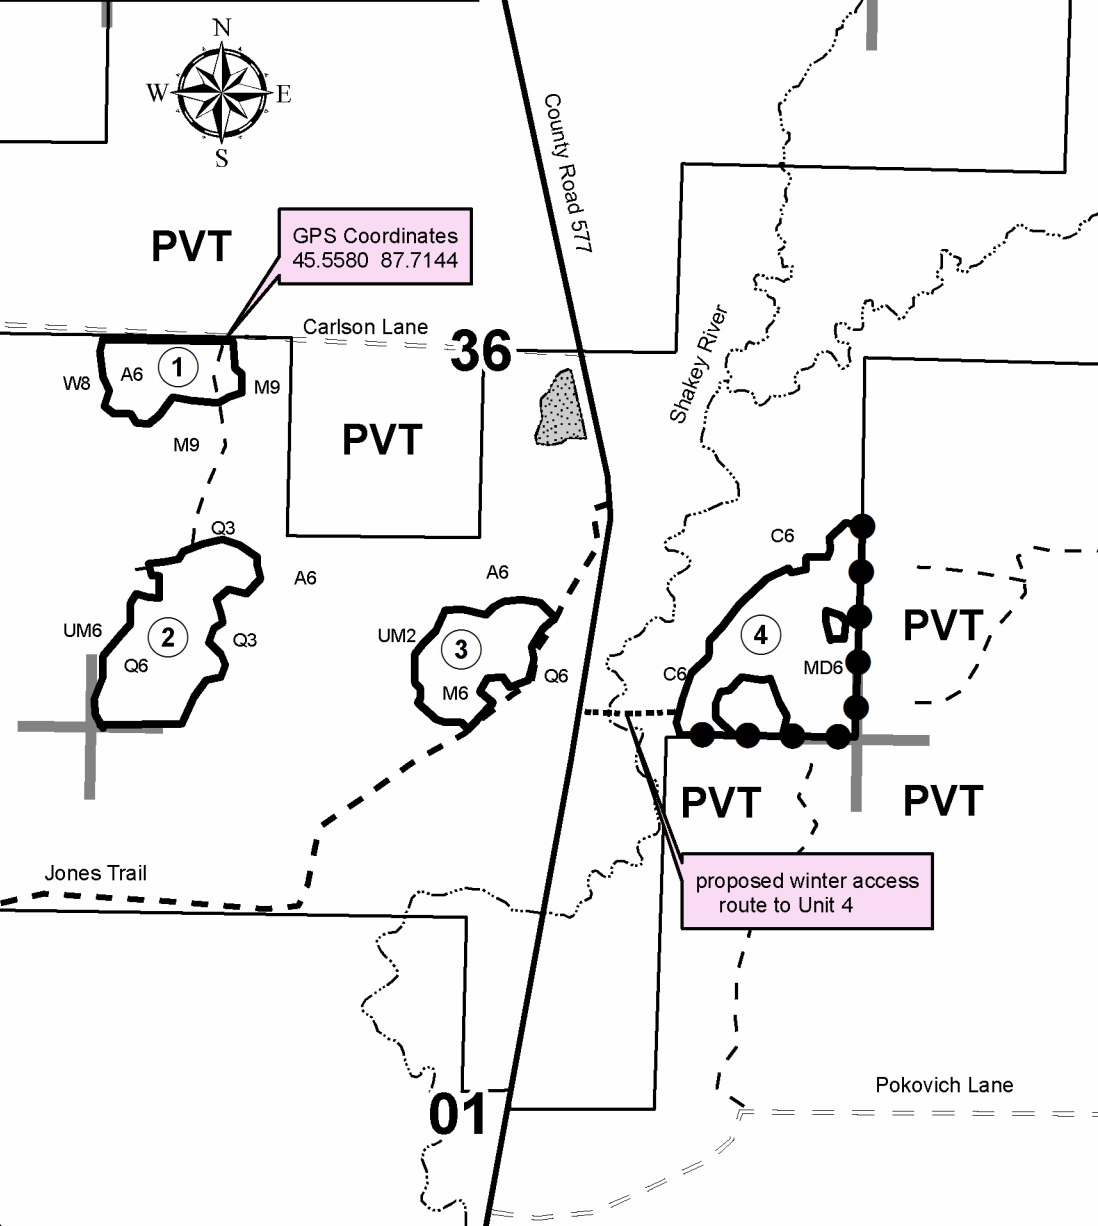 N
W E
S
County Road 577
PVT
GPS Coordinates
45.5580 87.7144
Carlson Lane
36
Shakey River
W8
A6
1
M9
M9
PVT
Q3
C6
A6
A6
UM6
2
Q3
Q6
UM2
3
M6
Q6
4
C6
MD6
PVT
PVT
PVT
Jones Trail
proposed winter access
route to Unit 4
01
Pokovich Lane